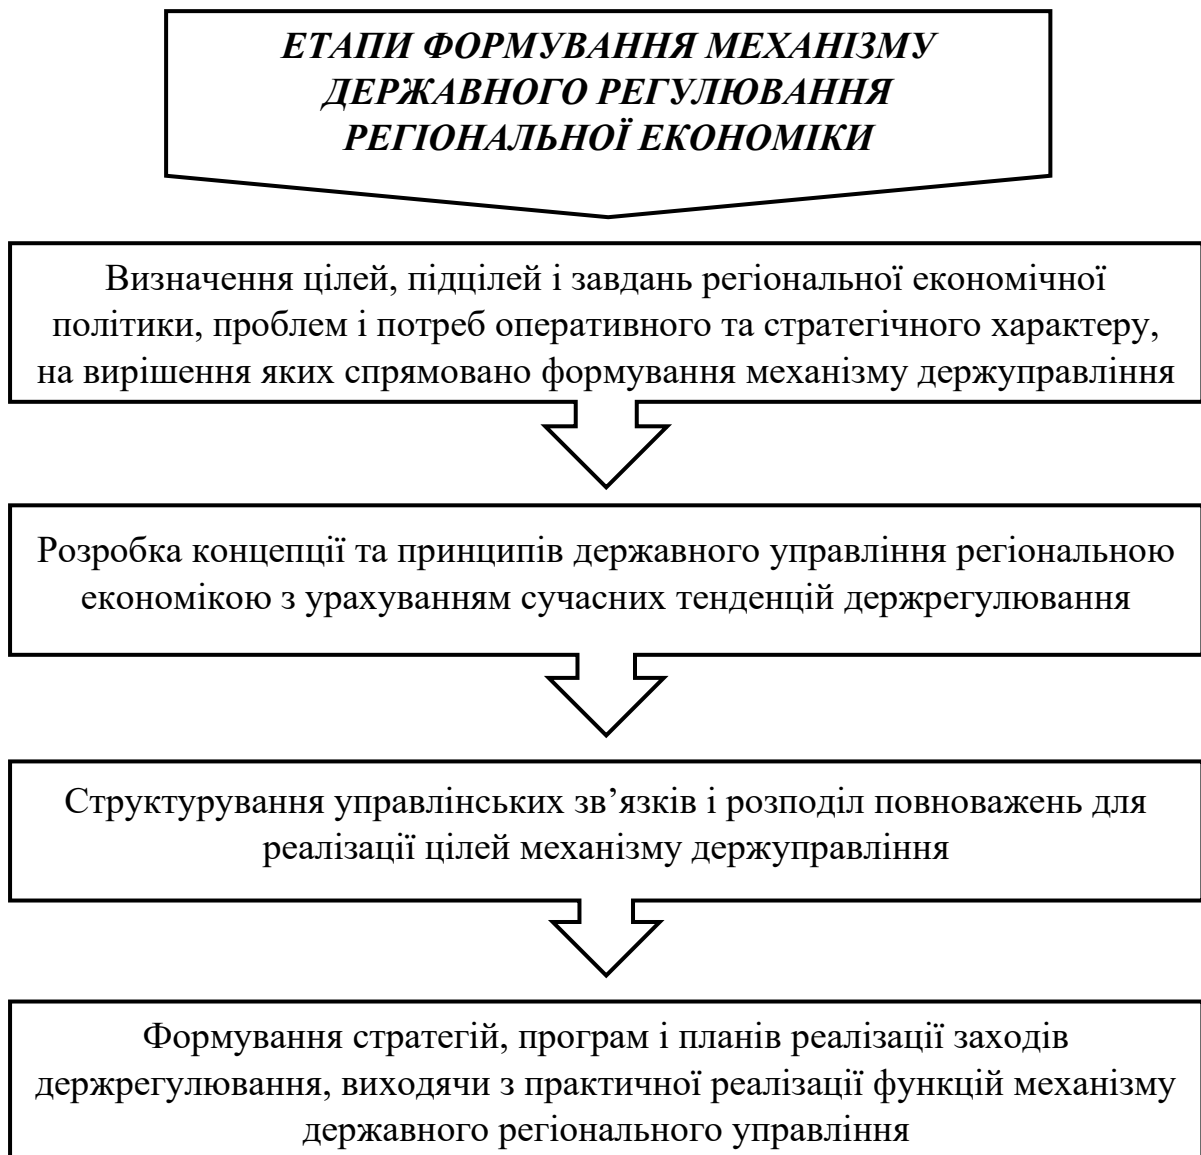 ЕТАПИ ФОРМУВАННЯ МЕХАНІЗМУ
ДЕРЖАВНОГО РЕГУЛЮВАННЯ
РЕГІОНАЛЬНОЇ ЕКОНОМІКИ
Визначення цілей, підцілей і завдань регіональної економічної
політики, проблем і потреб оперативного та стратегічного характеру,
на вирішення яких спрямовано формування механізму держуправління
Розробка концепції та принципів державного управління регіональною
економікою з урахуванням сучасних тенденцій держрегулювання
Структурування управлінських зв’язків і розподіл повноважень для
реалізації цілей механізму держуправління
Формування стратегій, програм і планів реалізації заходів
держрегулювання, виходячи з практичної реалізації функцій механізму
державного регіонального управління